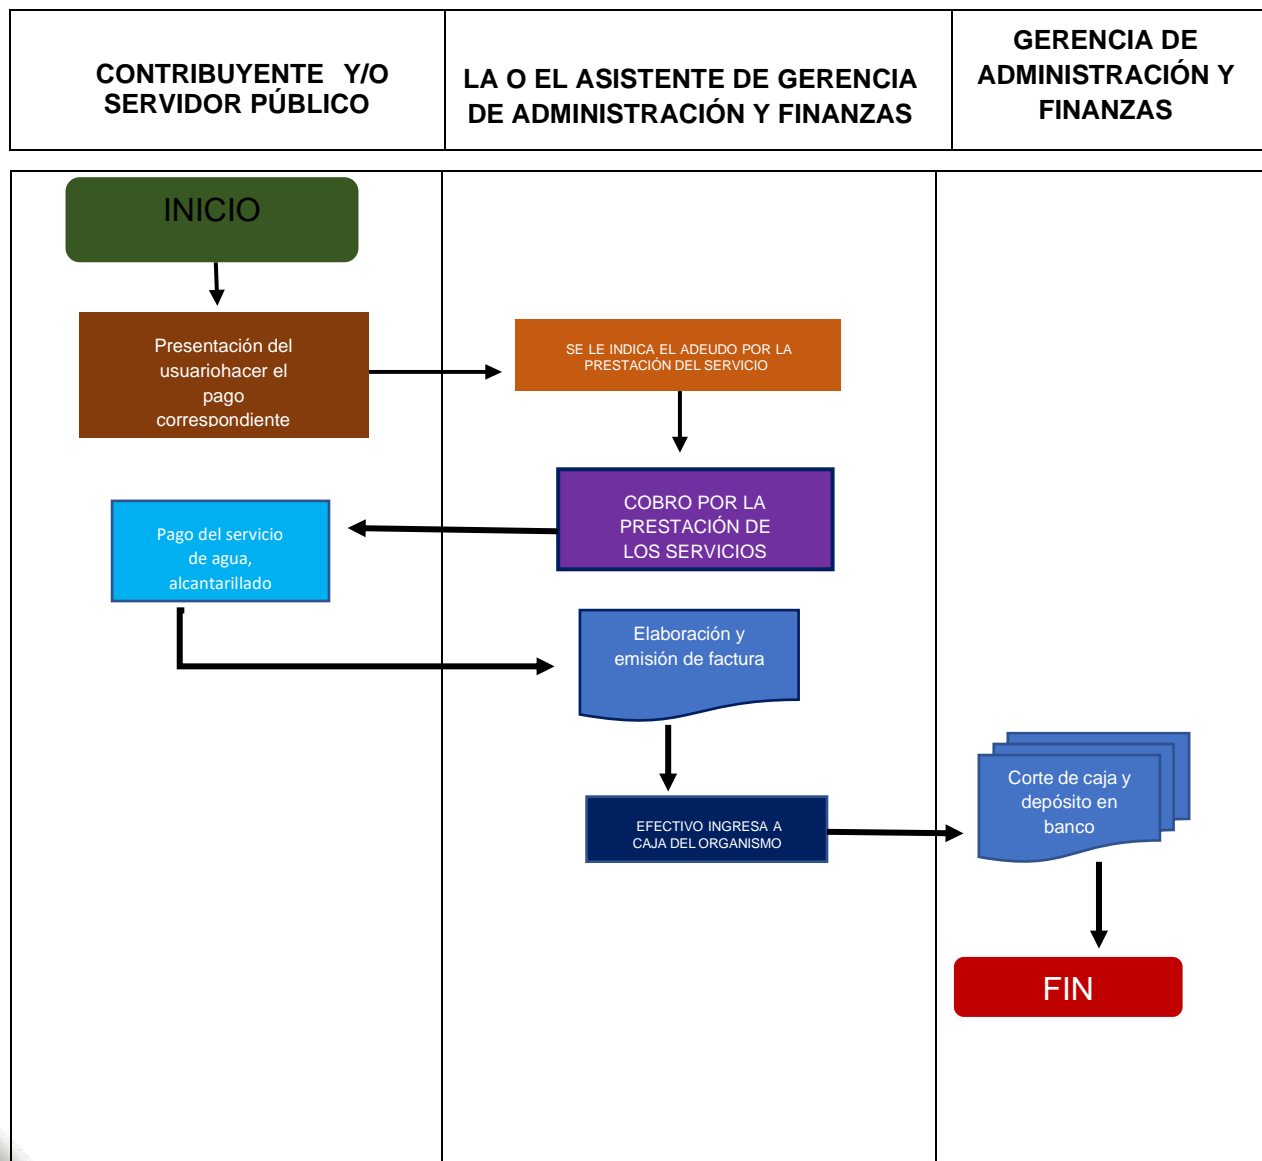 CONTRIBUYENTE Y/O
SERVIDOR PÚBLICO
LA O EL ASISTENTE DE GERENCIA
DE ADMINISTRACIÓN Y FINANZAS
GERENCIA DE
ADMINISTRACIÓN Y
FINANZAS
INICIO
Presentación del
usuariohacer el
pago
correspondiente
SE LE INDICA EL ADEUDO POR LA
PRESTACIÓN DEL SERVICIO
COBRO POR LA
PRESTACIÓN DE
LOS SERVICIOS
Pago del servicio
de agua,
alcantarillado
Elaboración y
emisión de factura
EFECTIVO INGRESA A
CAJA DEL ORGANISMO
Corte de caja y
depósito en
banco
FIN